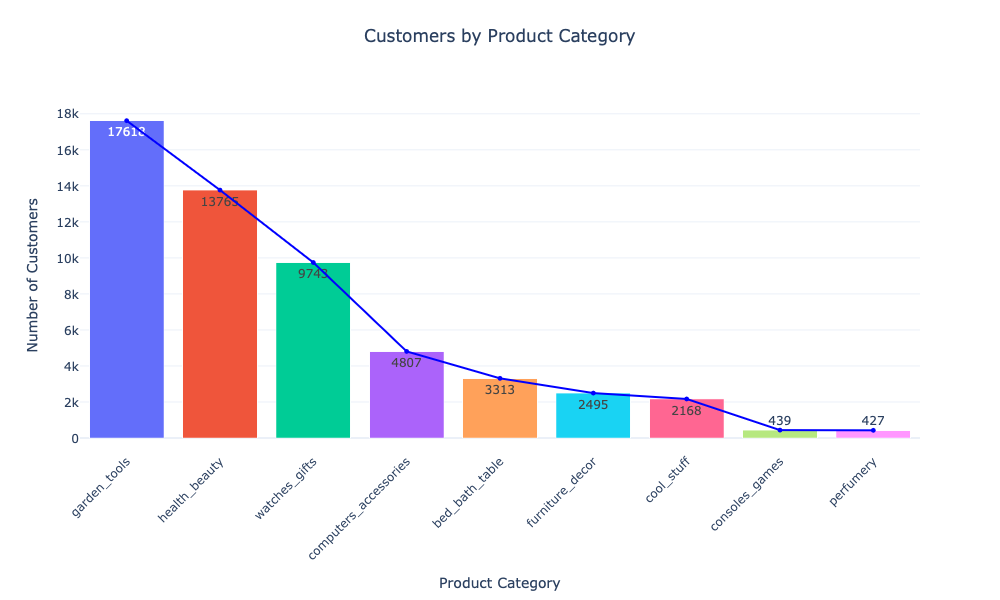 Customers by Product Category
Number of Customers
18k
16k
14k
12k
10k
8k
6k
4k
2k
0
17618
13765
9743
4807
3313
2495
2168
439
427
garden_tools
health_beauty
watches_gifts
computers_accessories
bed_bath_table
furniture_decor
cool_stuff
consoles_games
perfumery
Product Category